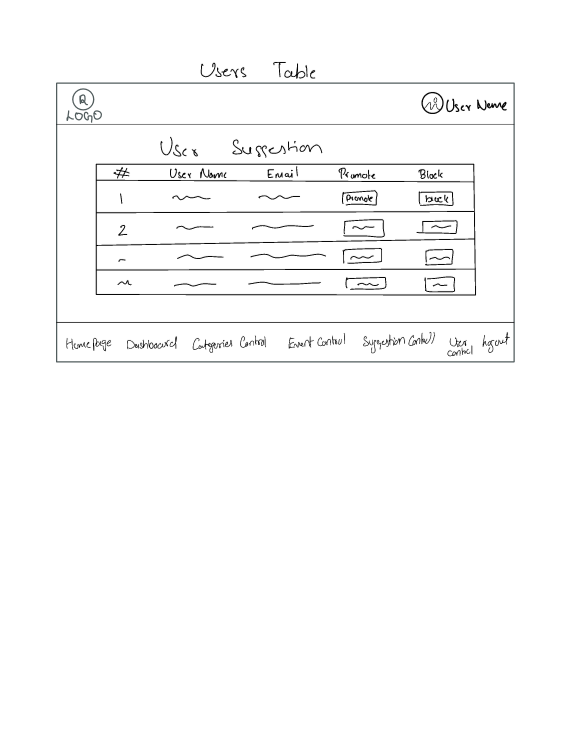 Users Table
R
LOGO
User Name
User Suggestion
# User Name Email Promote Block
1 Promote block
2
Home page Dashboard Categories Control Event Control Suggestion Control User control logout